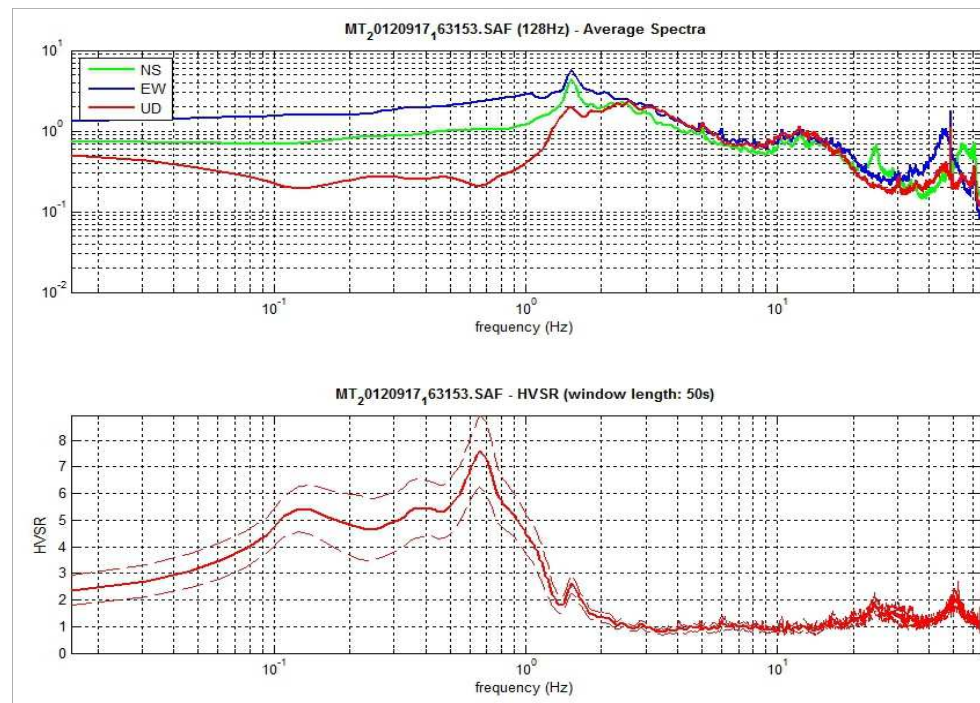 MT_20120917_163153.SAF (128Hz) - Average Spectra
10^1
10^0
10^-1
10^-2
NS
EW
UD
10^-1
10^0
10^1
frequency (Hz)
MT_20120917_163153.SAF - HVSR (window length: 50s)
HVSR
8
7
6
5
4
3
2
1
0
10^-1
10^0
10^1
frequency (Hz)